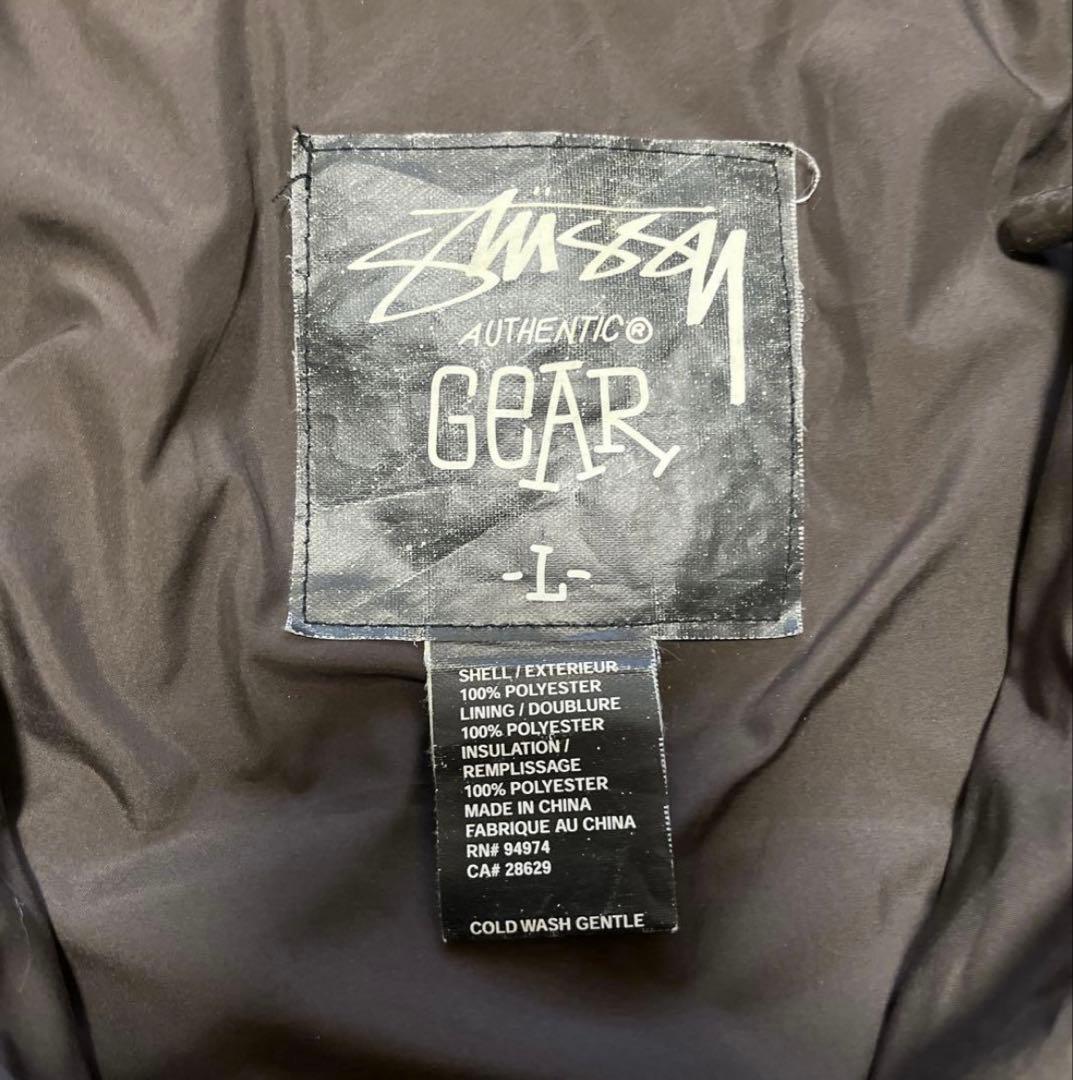 Stüssy
AUTHENTIC®
GEAR
-L-
SHELL / EXTERIEUR
100% POLYESTER
LINING / DOUBLURE
100% POLYESTER
INSULATION /
REMPLISSAGE
100% POLYESTER
MADE IN CHINA
FABRIQUE AU CHINA
RN# 94974
CA# 28629
COLD WASH GENTLE